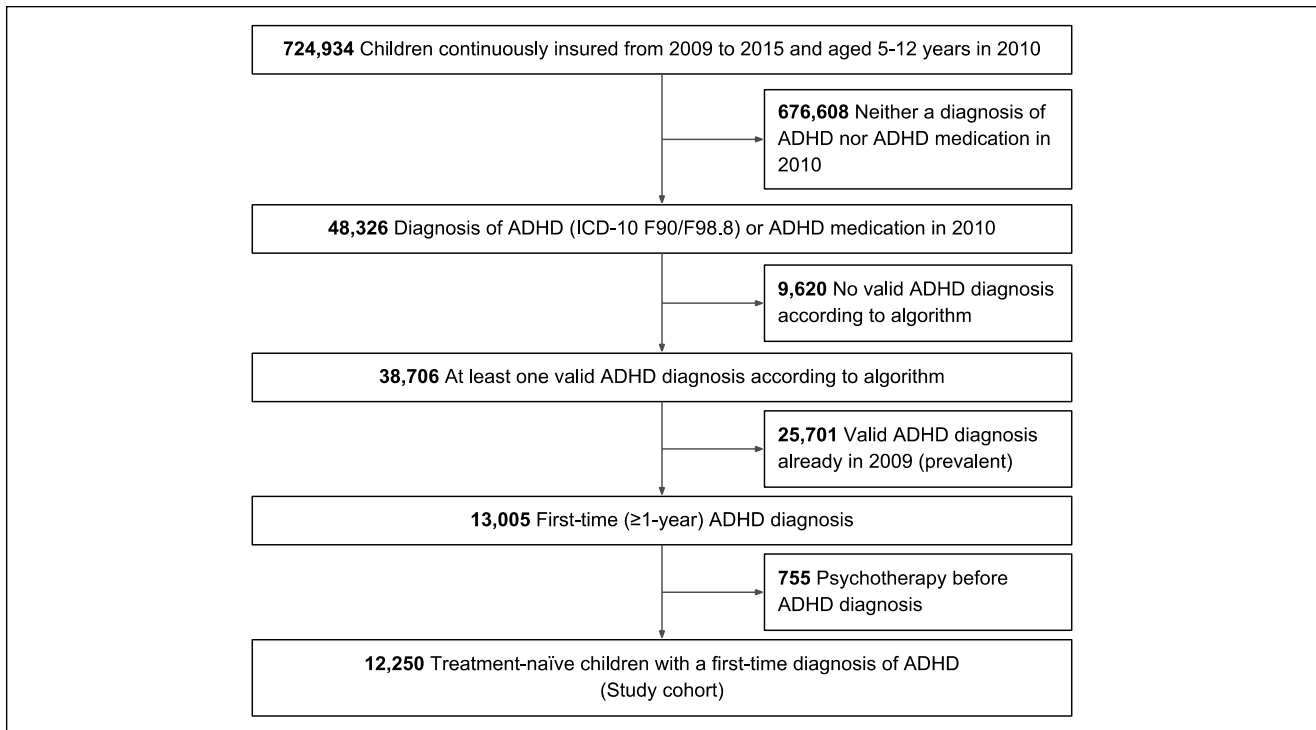 724,934 Children continuously insured from 2009 to 2015 and aged 5-12 years in 2010
676,608 Neither a diagnosis of
ADHD nor ADHD medication in
2010
48,326 Diagnosis of ADHD (ICD-10 F90/F98.8) or ADHD medication in 2010
9,620 No valid ADHD diagnosis
according to algorithm
38,706 At least one valid ADHD diagnosis according to algorithm
25,701 Valid ADHD diagnosis
already in 2009 (prevalent)
13,005 First-time (≥1-year) ADHD diagnosis
755 Psychotherapy before
ADHD diagnosis
12,250 Treatment-naïve children with a first-time diagnosis of ADHD
(Study cohort)